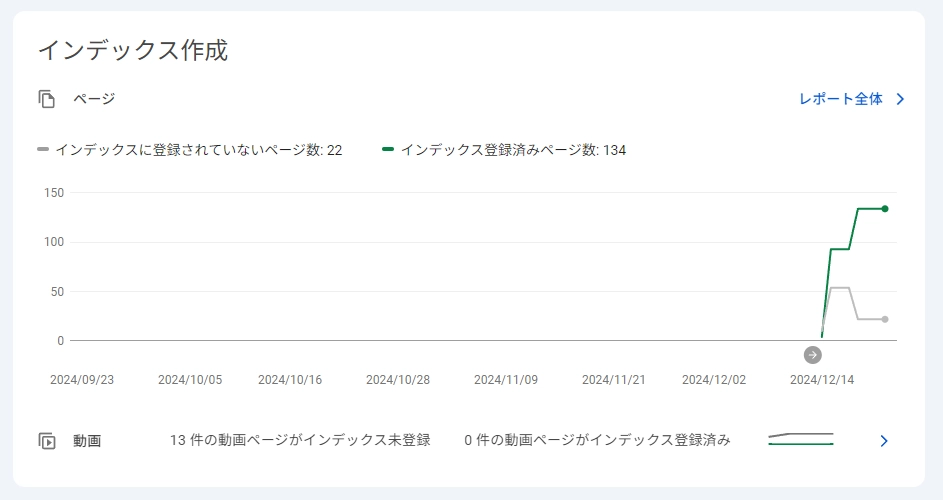 インデックス作成
ページ
レポート全体
インデックスに登録されていないページ数: 22
インデックス登録済みページ数: 134
150
100
50
0
2024/09/23 2024/10/05 2024/10/16 2024/10/28 2024/11/09 2024/11/21 2024/12/02 2024/12/14
動画 13 件の動画ページがインデックス未登録 0 件の動画ページがインデックス登録済み